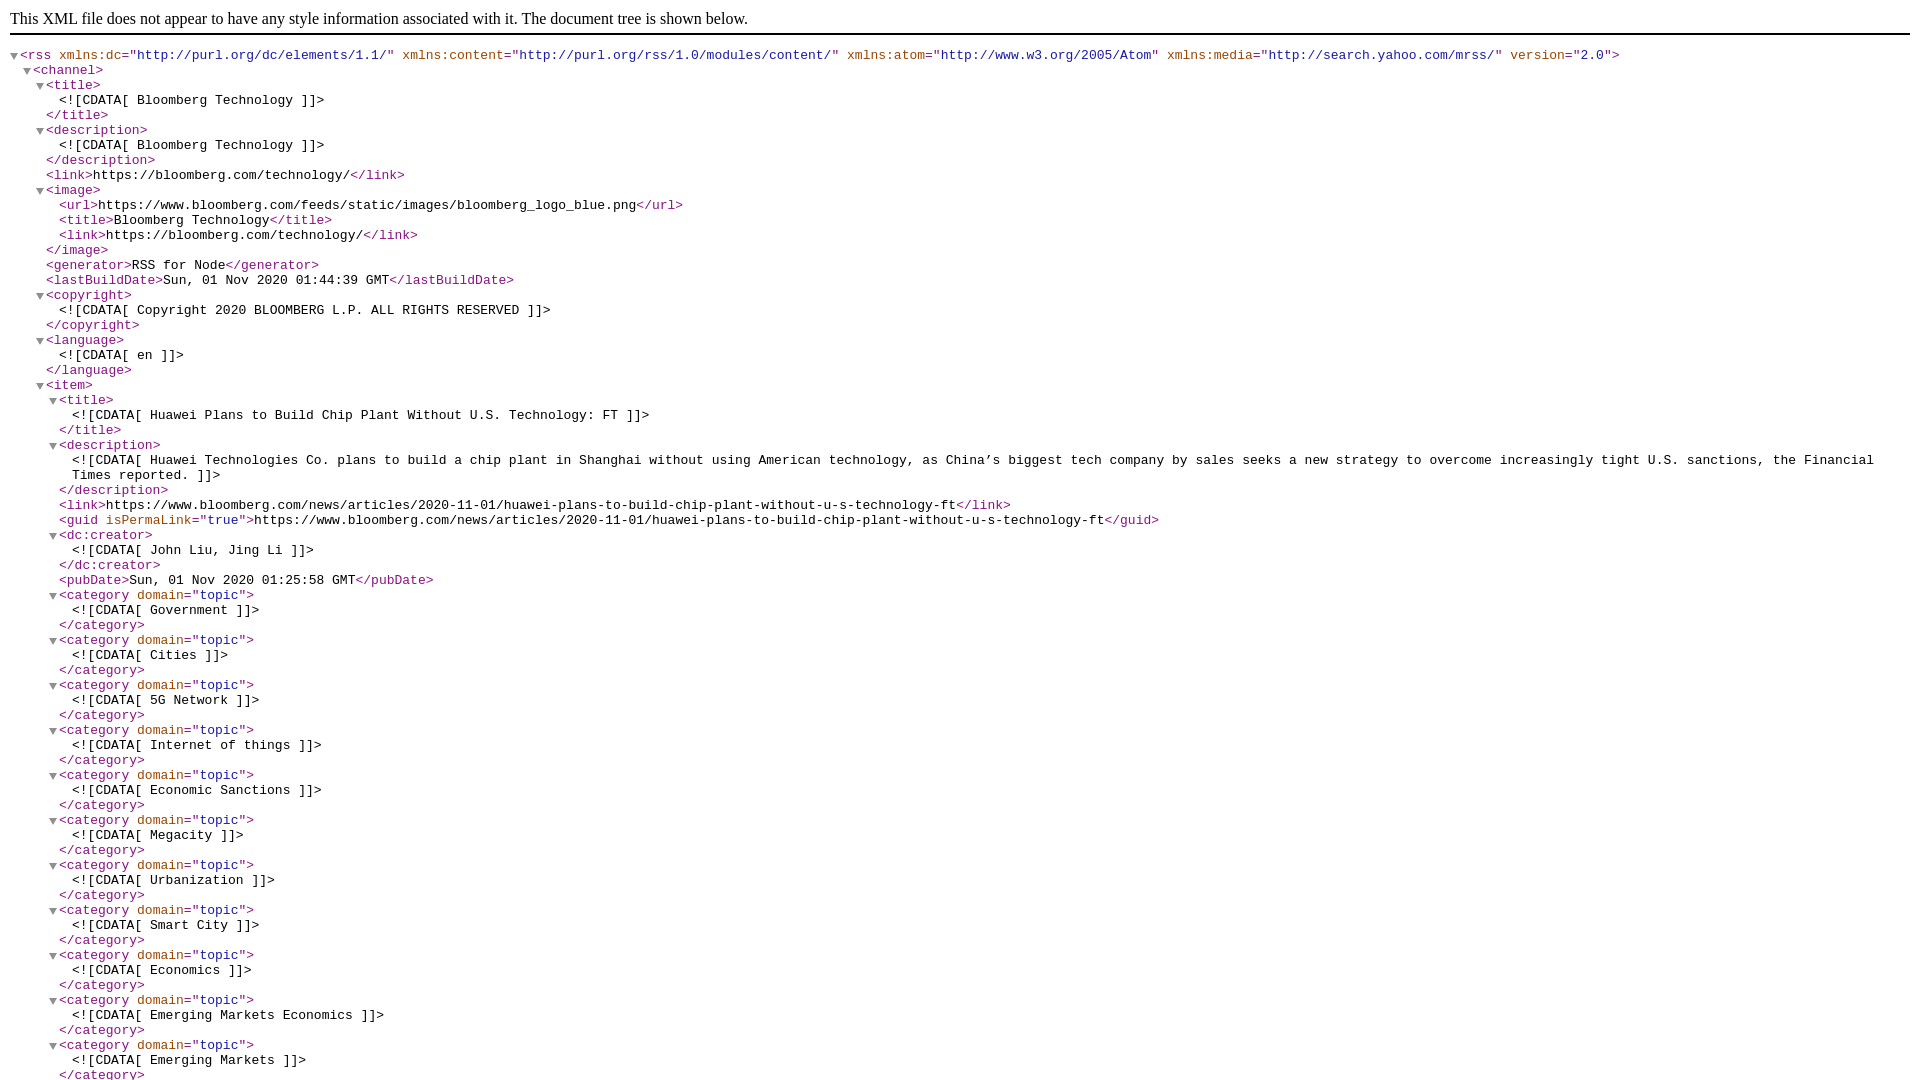 This XML file does not appear to have any style information associated with it. The document tree is shown below.
<rss xmlns:dc="http://purl.org/dc/elements/1.1/" xmlns:content="http://purl.org/rss/1.0/modules/content/" xmlns:atom="http://www.w3.org/2005/Atom" xmlns:media="http://search.yahoo.com/mrss/" version="2.0">
<channel>
<title>
<![CDATA[ Bloomberg Technology ]]>
</title>
<description>
<![CDATA[ Bloomberg Technology ]]>
</description>
<link>https://bloomberg.com/technology/</link>
<image>
<url>https://www.bloomberg.com/feeds/static/images/bloomberg_logo_blue.png</url>
<title>Bloomberg Technology</title>
<link>https://bloomberg.com/technology/</link>
</image>
<generator>RSS for Node</generator>
<lastBuildDate>Sun, 01 Nov 2020 01:44:39 GMT</lastBuildDate>
<copyright>
<![CDATA[ Copyright 2020 BLOOMBERG L.P. ALL RIGHTS RESERVED ]]>
</copyright>
<language>
<![CDATA[ en ]]>
</language>
<item>
<title>
<![CDATA[ Huawei Plans to Build Chip Plant Without U.S. Technology: FT ]]>
</title>
<description>
<![CDATA[ Huawei Technologies Co. plans to build a chip plant in Shanghai without using American technology, as China’s biggest tech company by sales seeks a new strategy to overcome increasingly tight U.S. sanctions, the Financial
Times reported. ]]>
</description>
<link>https://www.bloomberg.com/news/articles/2020-11-01/huawei-plans-to-build-chip-plant-without-u-s-technology-ft</link>
<guid isPermaLink="true">https://www.bloomberg.com/news/articles/2020-11-01/huawei-plans-to-build-chip-plant-without-u-s-technology-ft</guid>
<dc:creator>
<![CDATA[ John Liu, Jing Li ]]>
</dc:creator>
<pubDate>Sun, 01 Nov 2020 01:25:58 GMT</pubDate>
<category domain="topic">
<![CDATA[ Government ]]>
</category>
<category domain="topic">
<![CDATA[ Cities ]]>
</category>
<category domain="topic">
<![CDATA[ 5G Network ]]>
</category>
<category domain="topic">
<![CDATA[ Internet of things ]]>
</category>
<category domain="topic">
<![CDATA[ Economic Sanctions ]]>
</category>
<category domain="topic">
<![CDATA[ Megacity ]]>
</category>
<category domain="topic">
<![CDATA[ Urbanization ]]>
</category>
<category domain="topic">
<![CDATA[ Smart City ]]>
</category>
<category domain="topic">
<![CDATA[ Economics ]]>
</category>
<category domain="topic">
<![CDATA[ Emerging Markets Economics ]]>
</category>
<category domain="topic">
<![CDATA[ Emerging Markets ]]>
</category>